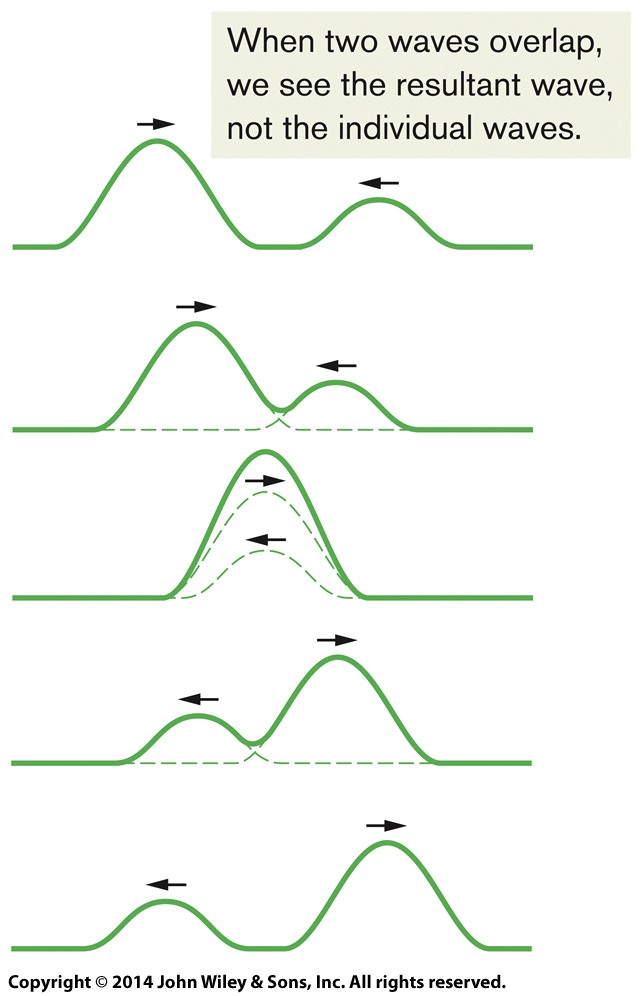 When two waves overlap,
we see the resultant wave,
not the individual waves.
Copyright © 2014 John Wiley & Sons, Inc. All rights reserved.